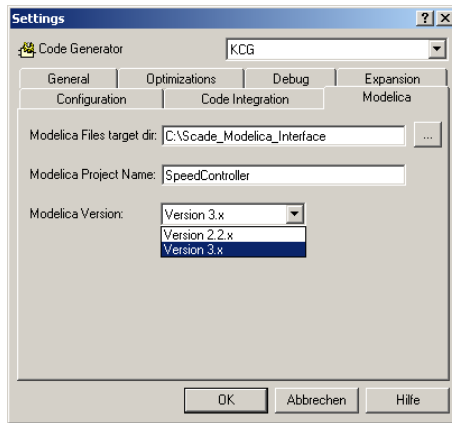 Settings
Code Generator KCG
General Optimizations Debug Expansion
Configuration Code Integration Modelica
Modelica Files target dir: C:\Scade_Modelica_Interface ...
Modelica Project Name: SpeedController
Modelica Version: Version 3.x
Version 2.2.x
Version 3.x
OK Abbrechen Hilfe